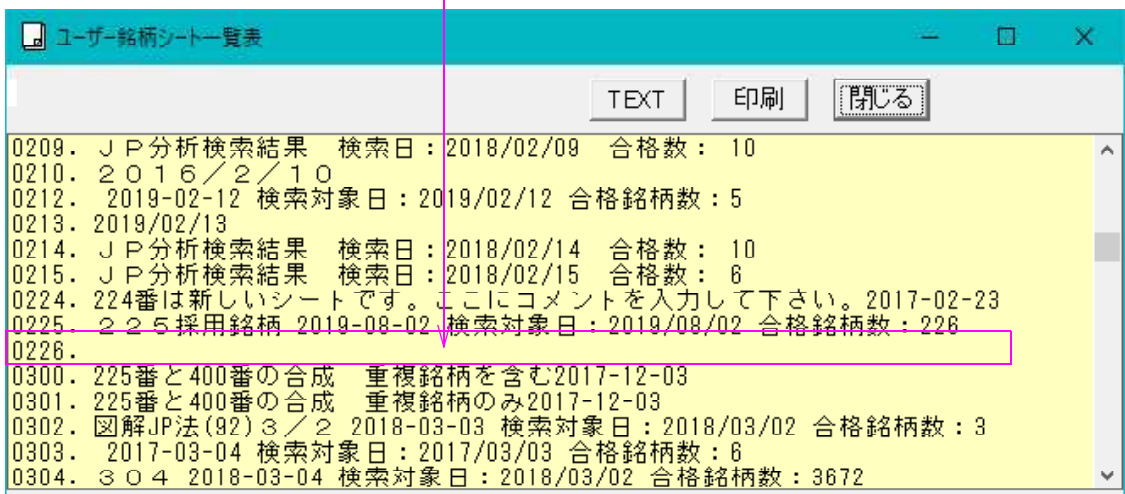 ユーザー銘柄シート一覧表
TEXT 印刷 閉じる
0209. ＪＰ分析検索結果　検索日：2018/02/09　合格数： 10
0210. ２０１６／２／１０
0212.  2019-02-12 検索対象日：2019/02/12 合格銘柄数：5
0213. 2019/02/13
0214. ＪＰ分析検索結果　検索日：2018/02/14　合格数： 10
0215. ＪＰ分析検索結果　検索日：2018/02/15　合格数： 6
0224. 224番は新しいシートです。ここにコメントを入力して下さい。2017-02-23
0225. ２２５採用銘柄 2019-08-02 検索対象日：2019/08/02 合格銘柄数：226
0226.
0300. 225番と400番の合成　重複銘柄を含む2017-12-03
0301. 225番と400番の合成　重複銘柄のみ2017-12-03
0302. 図解JP法(92)３／２ 2018-03-03 検索対象日：2018/03/02 合格銘柄数：3
0303.  2017-03-04 検索対象日：2017/03/03 合格銘柄数：6
0304. ３０４ 2018-03-04 検索対象日：2018/03/02 合格銘柄数：3672